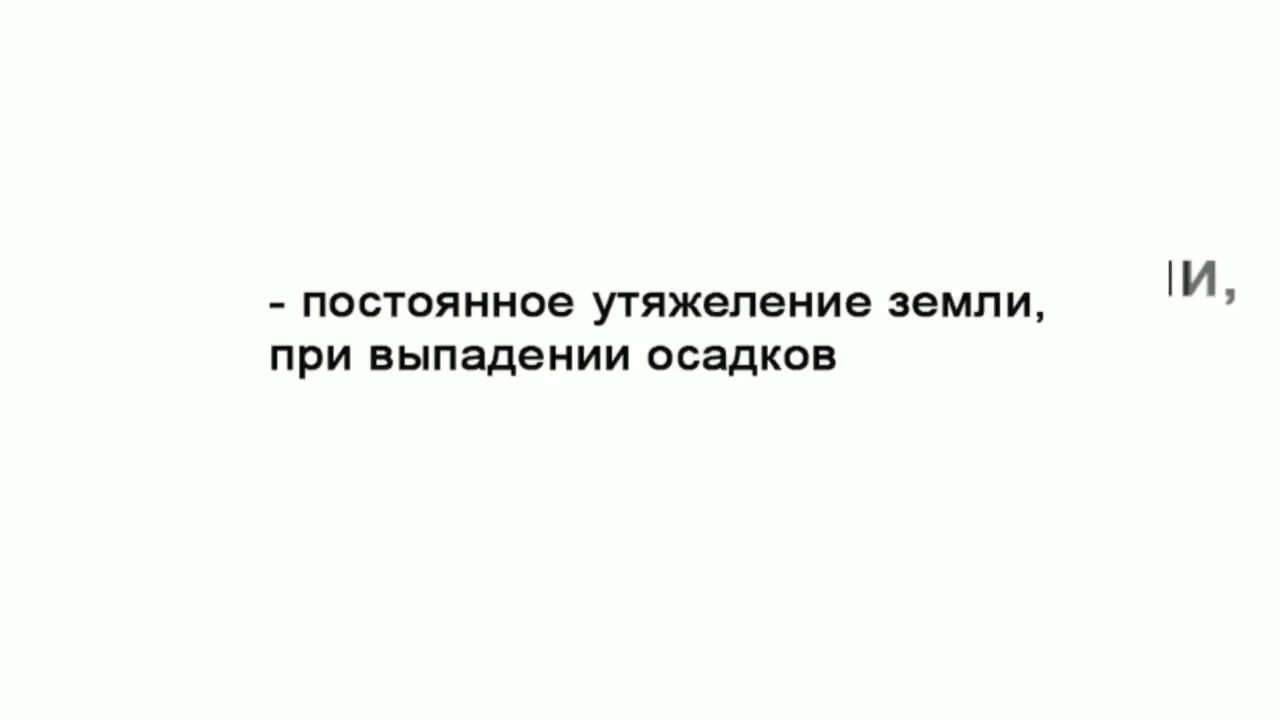 - постоянное утяжеление земли,
при выпадении осадков